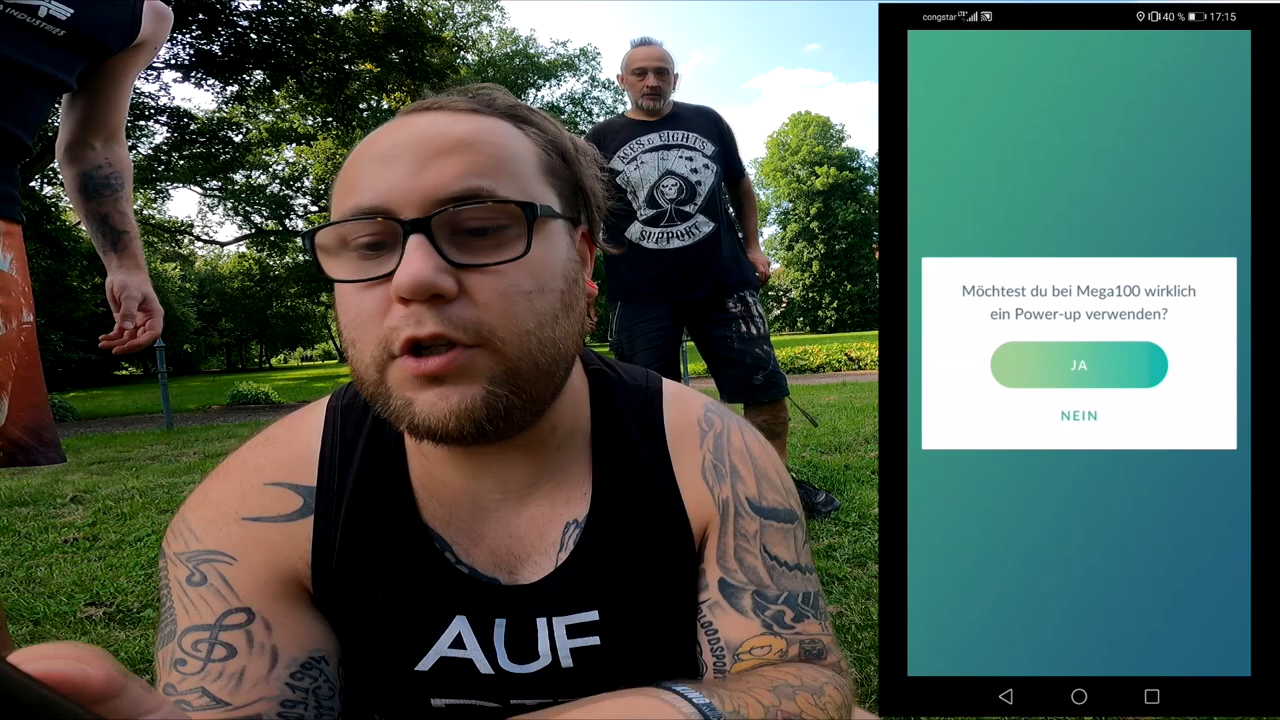 INDUSTRIES
ACES & EIGHTS
SUPPORT
AUF
congstar
40 %
17:15
Möchtest du bei Mega100 wirklich
ein Power-up verwenden?
JA
NEIN